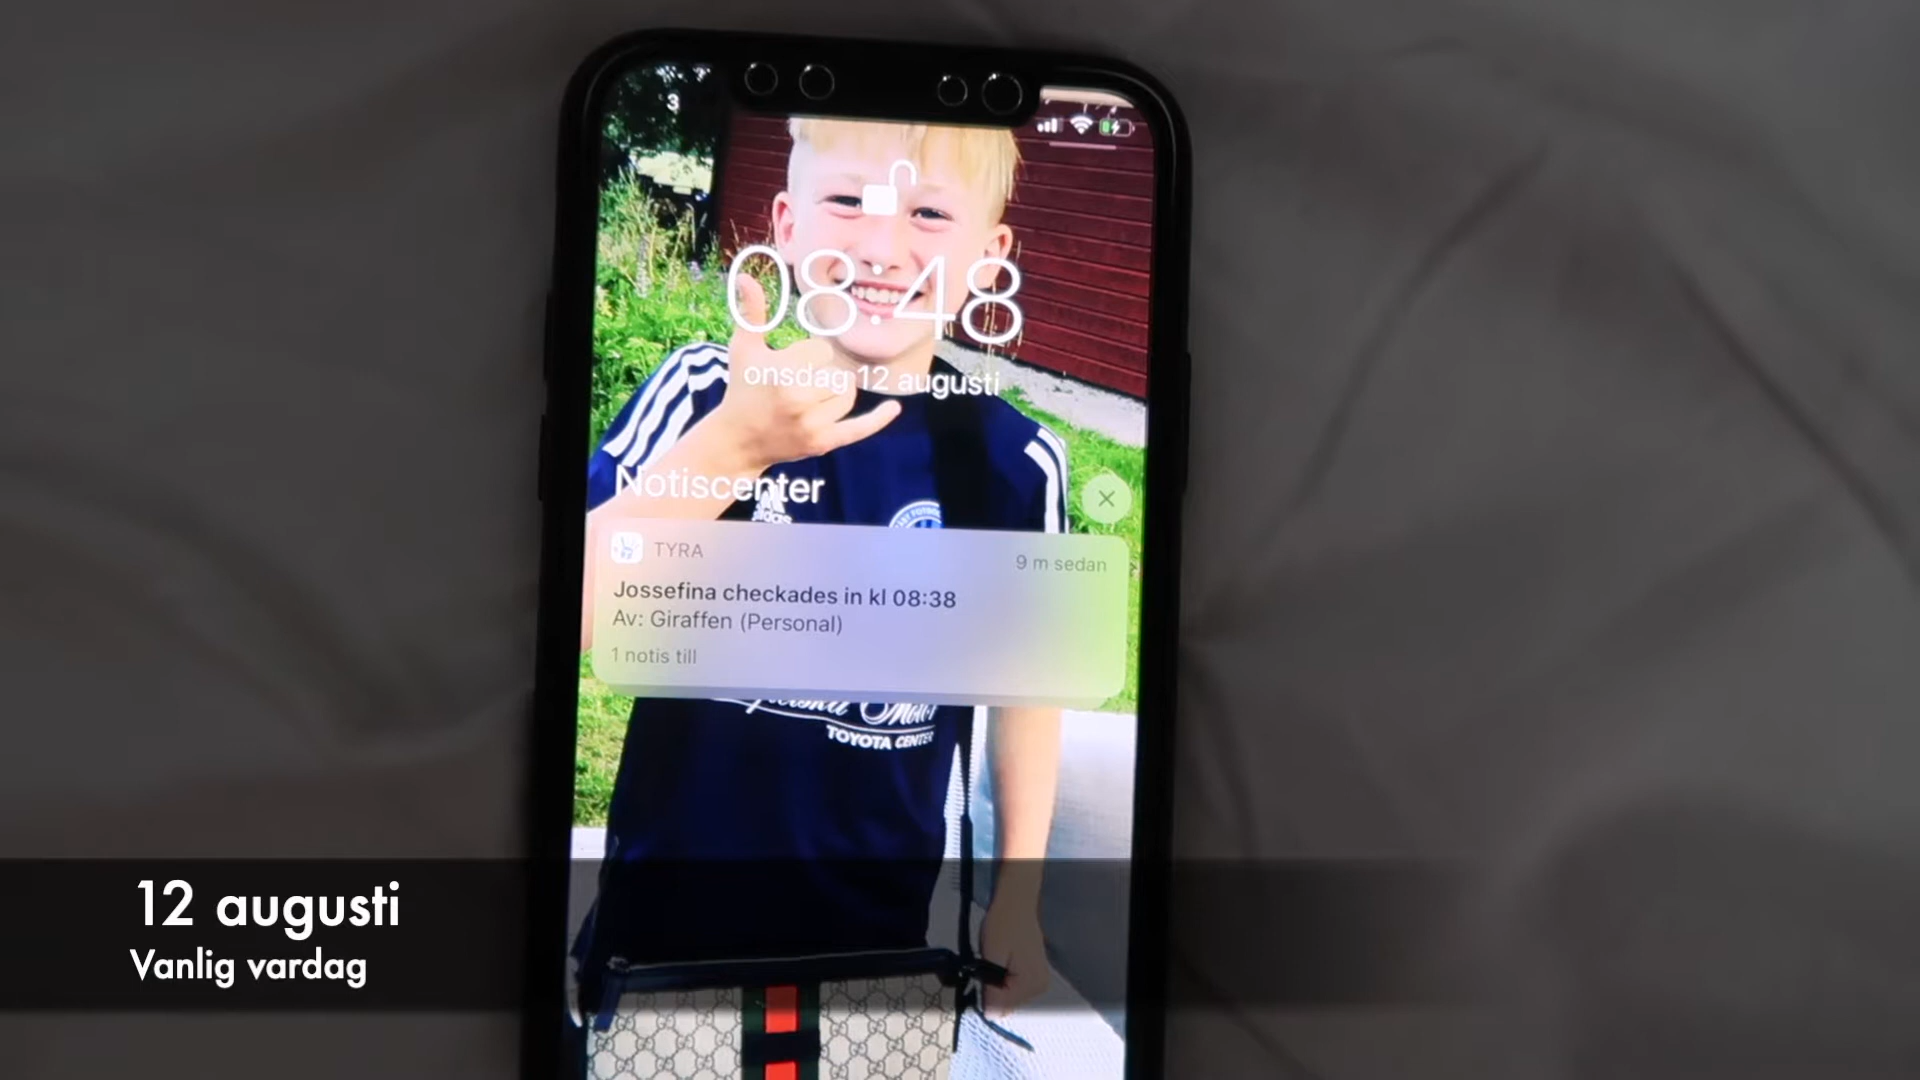 3
08:48
onsdag 12 augusti
Notiscenter
adidas
TYRA
9 m sedan
Jossefina checkades in kl 08:38
Av: Giraffen (Personal)
1 notis till
TOYOTA CENTER
12 augusti
Vanlig vardag